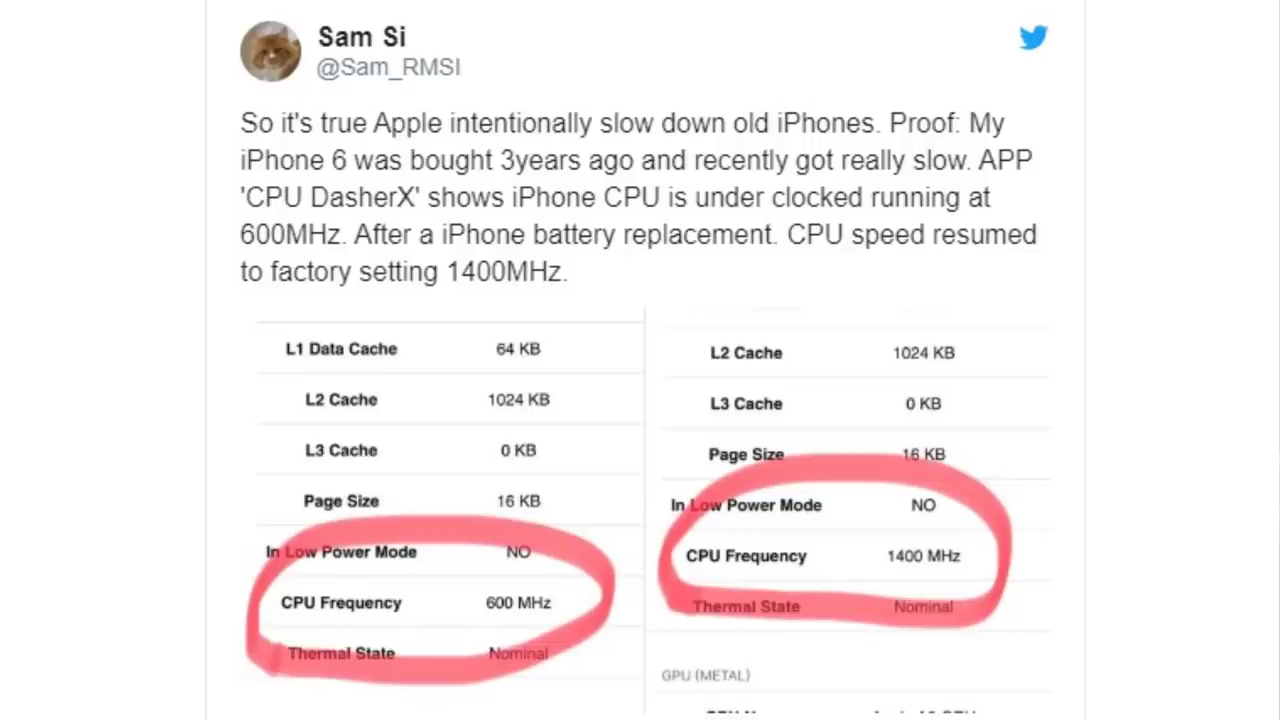 Sam Si
@Sam_RMSI
So it's true Apple intentionally slow down old iPhones. Proof: My
iPhone 6 was bought 3years ago and recently got really slow. APP
'CPU DasherX' shows iPhone CPU is under clocked running at
600MHz. After a iPhone battery replacement. CPU speed resumed
to factory setting 1400MHz.
L1 Data Cache 64 KB
L2 Cache 1024 KB
L3 Cache 0 KB
Page Size 16 KB
In Low Power Mode NO
CPU Frequency 600 MHz
Thermal State Nominal
L2 Cache 1024 KB
L3 Cache 0 KB
Page Size 16 KB
In Low Power Mode NO
CPU Frequency 1400 MHz
Thermal State Nominal
GPU (METAL)